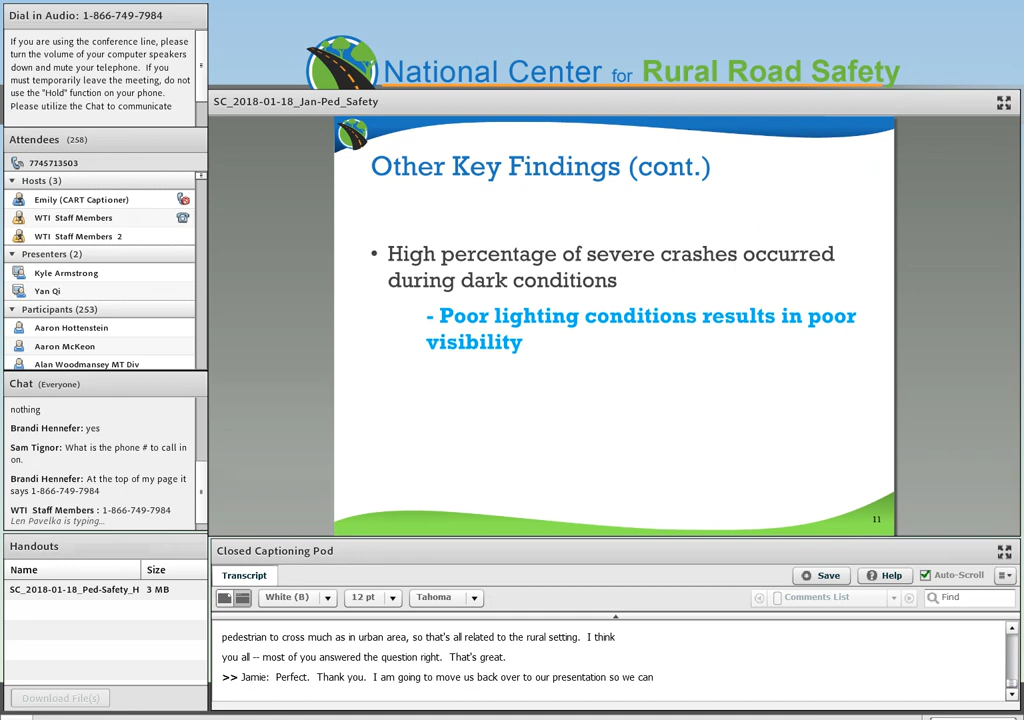 Dial in Audio: 1-866-749-7984
If you are using the conference line, please
turn the volume of your computer speakers
down and mute your telephone. If you
must temporarily leave the meeting, do not
use the "Hold" function on your phone.
Please utilize the Chat to communicate
Attendees (258)
7745713503
Hosts (3)
Emily (CART Captioner)
WTI Staff Members
WTI Staff Members 2
Presenters (2)
Kyle Armstrong
Yan Qi
Participants (253)
Aaron Hottenstein
Aaron McKeon
Alan Woodmansey MT Div
Chat (Everyone)
nothing
Brandi Hennefer: yes
Sam Tignor: What is the phone # to call in
on.
Brandi Hennefer: At the top of my page it
says 1-866-749-7984
WTI Staff Members : 1-866-749-7984
Len Pavelka is typing...
Handouts
Name Size
SC_2018-01-18_Ped-Safety_H 3 MB
Download File(s)
National Center for Rural Road Safety
SC_2018-01-18_Jan-Ped_Safety
Other Key Findings (cont.)
• High percentage of severe crashes occurred
during dark conditions
- Poor lighting conditions results in poor
visibility
11
Closed Captioning Pod
Transcript Save Help Auto-Scroll
White (B) 12 pt Tahoma Comments List Find
pedestrian to cross much as in urban area, so that's all related to the rural setting. I think
you all -- most of you answered the question right. That's great.
>> Jamie: Perfect. Thank you. I am going to move us back over to our presentation so we can